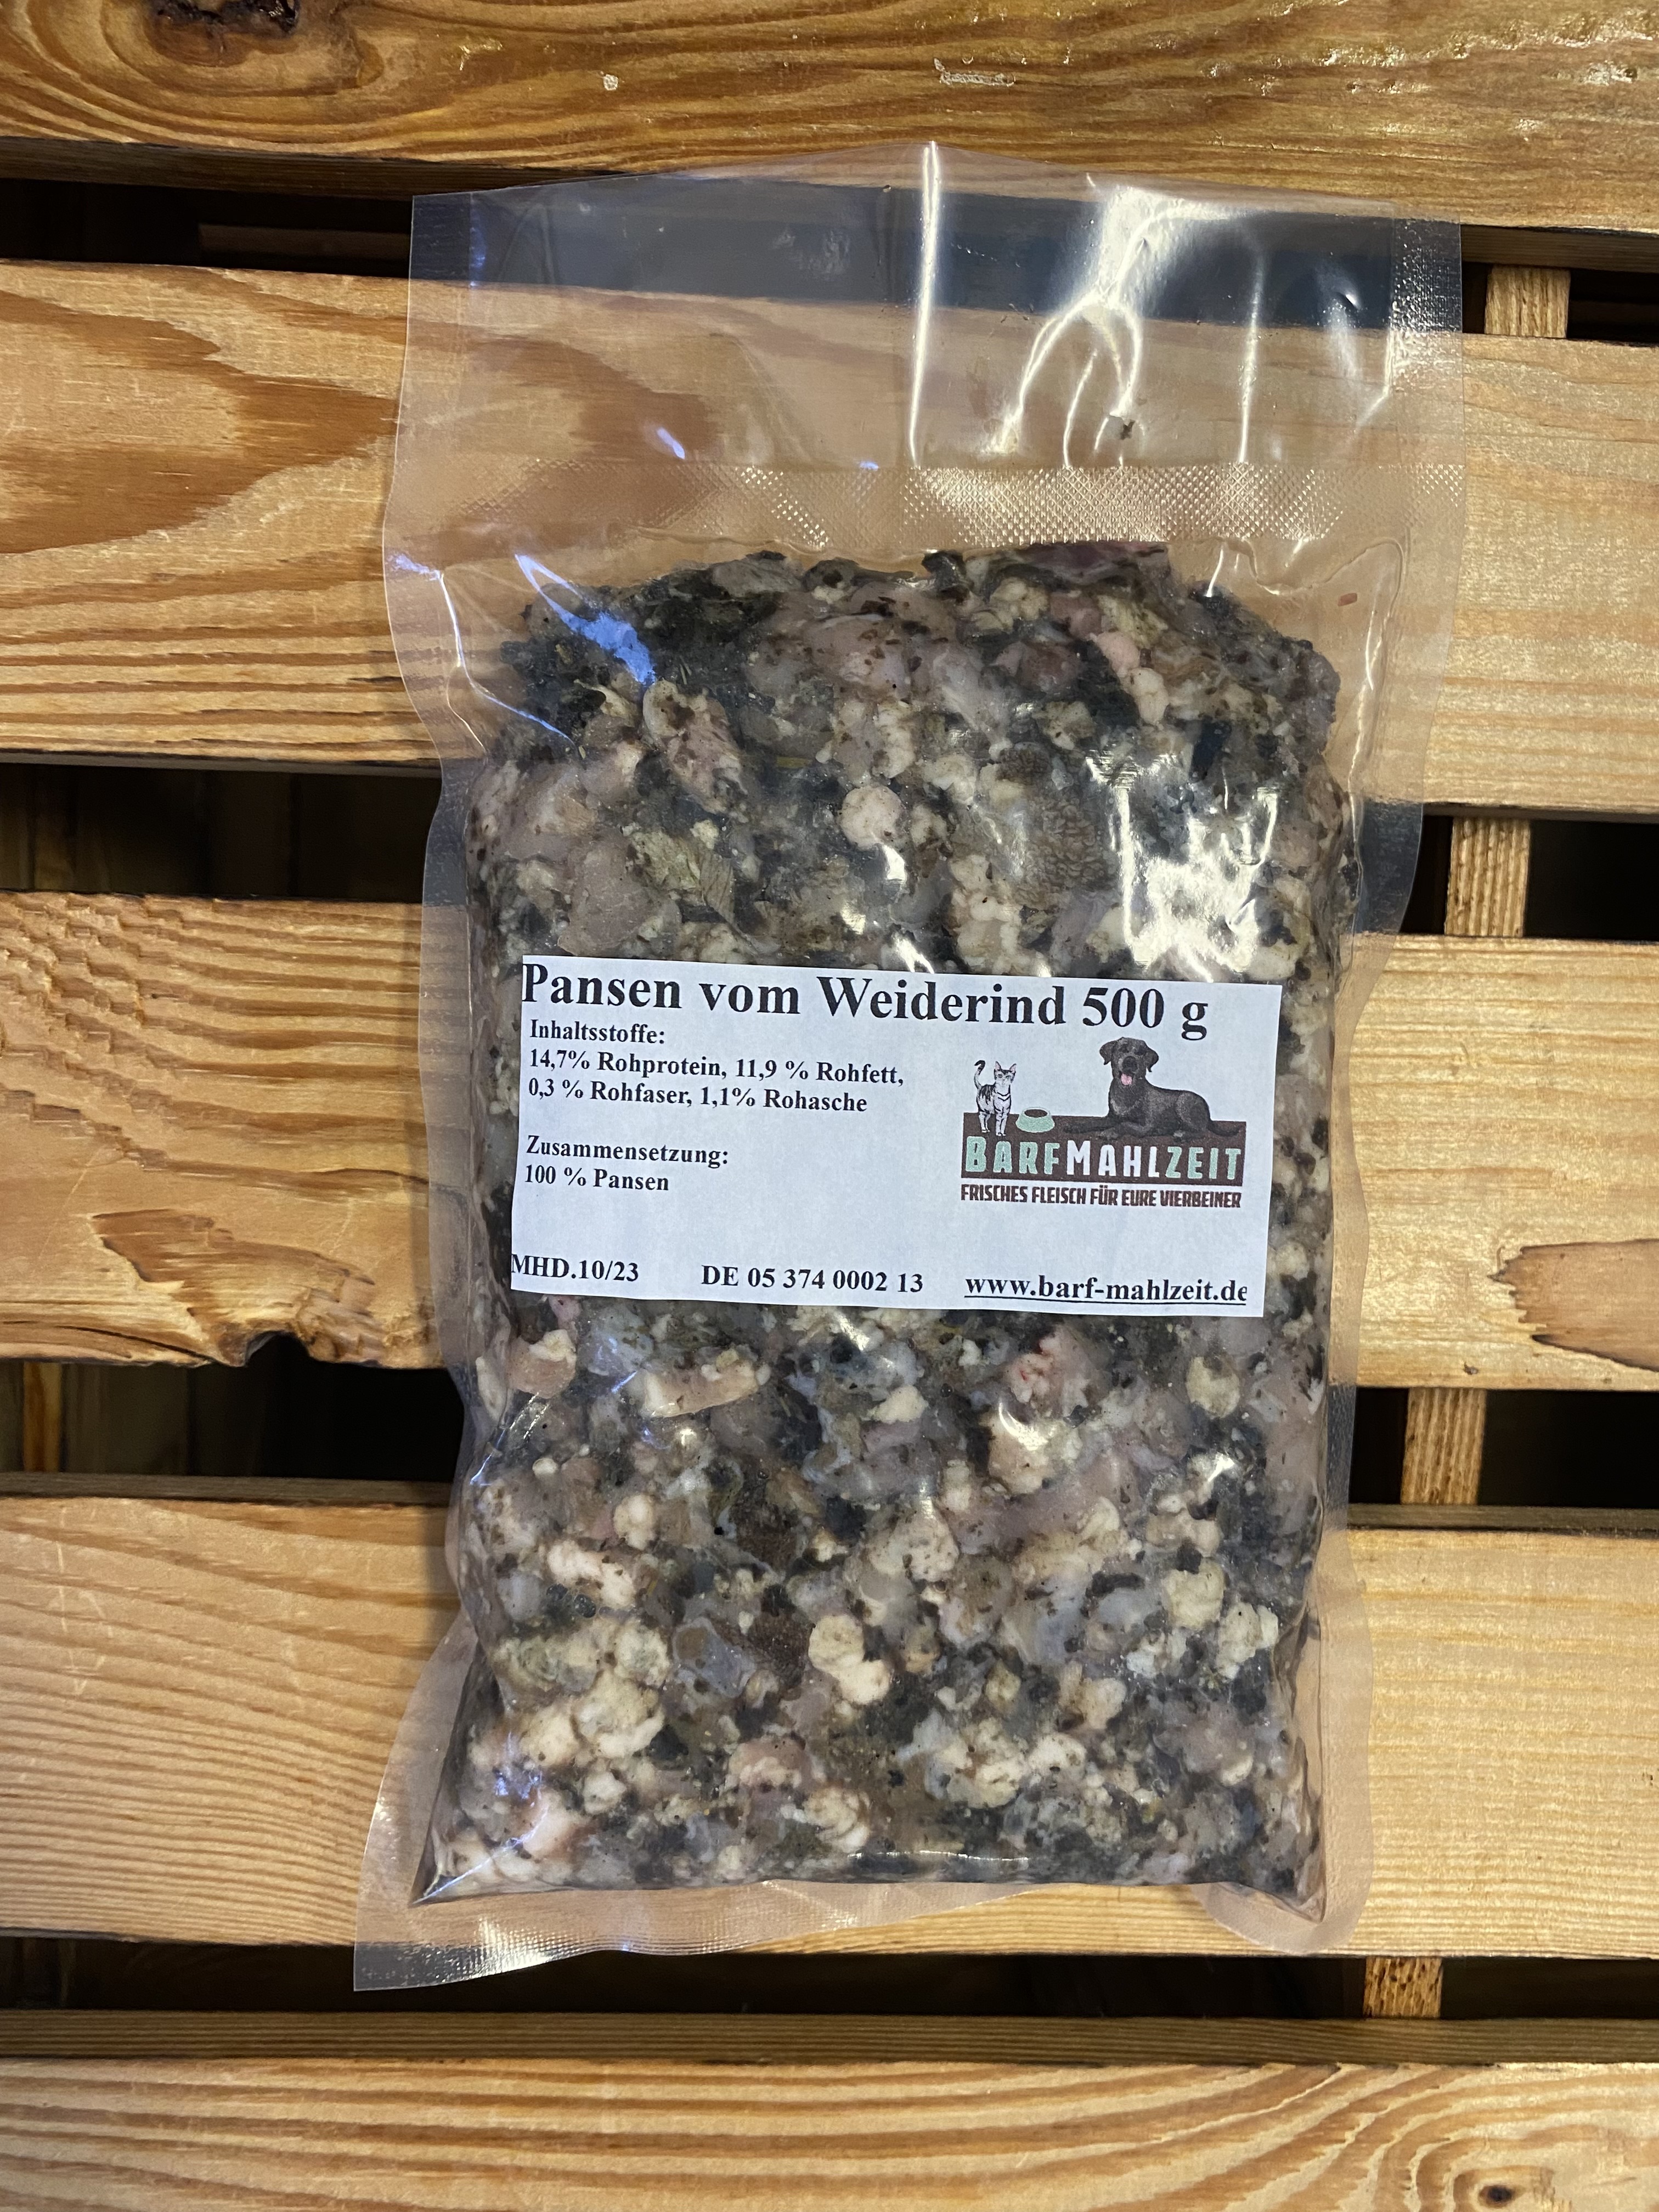 Pansen vom Weiderind 500 g
Inhaltsstoffe:
14,7% Rohprotein, 11,9 % Rohfett,
0,3 % Rohfaser, 1,1% Rohasche
Zusammensetzung:
100 % Pansen
BARFMAHLZEIT
FRISCHES FLEISCH FÜR EURE VIERBEINER
MHD.10/23 DE 05 374 0002 13 www.barf-mahlzeit.de